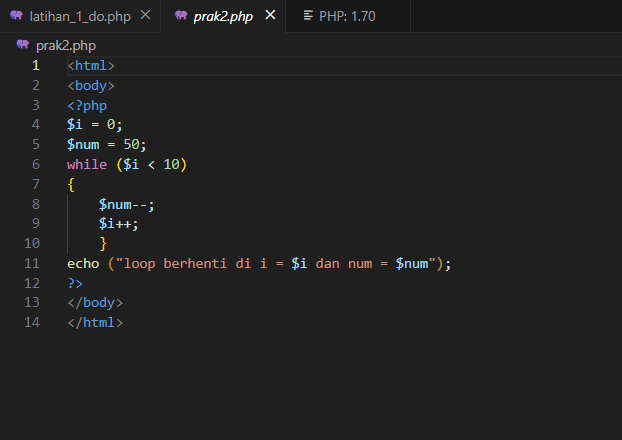 latihan_1_do.php × prak2.php × PHP: 1.70
prak2.php
1 <html>
2 <body>
3 <?php
4 $i = 0;
5 $num = 50;
6 while ($i < 10)
7 {
8     $num--;
9     $i++;
10     }
11 echo ("loop berhenti di i = $i dan num = $num");
12 ?>
13 </body>
14 </html>